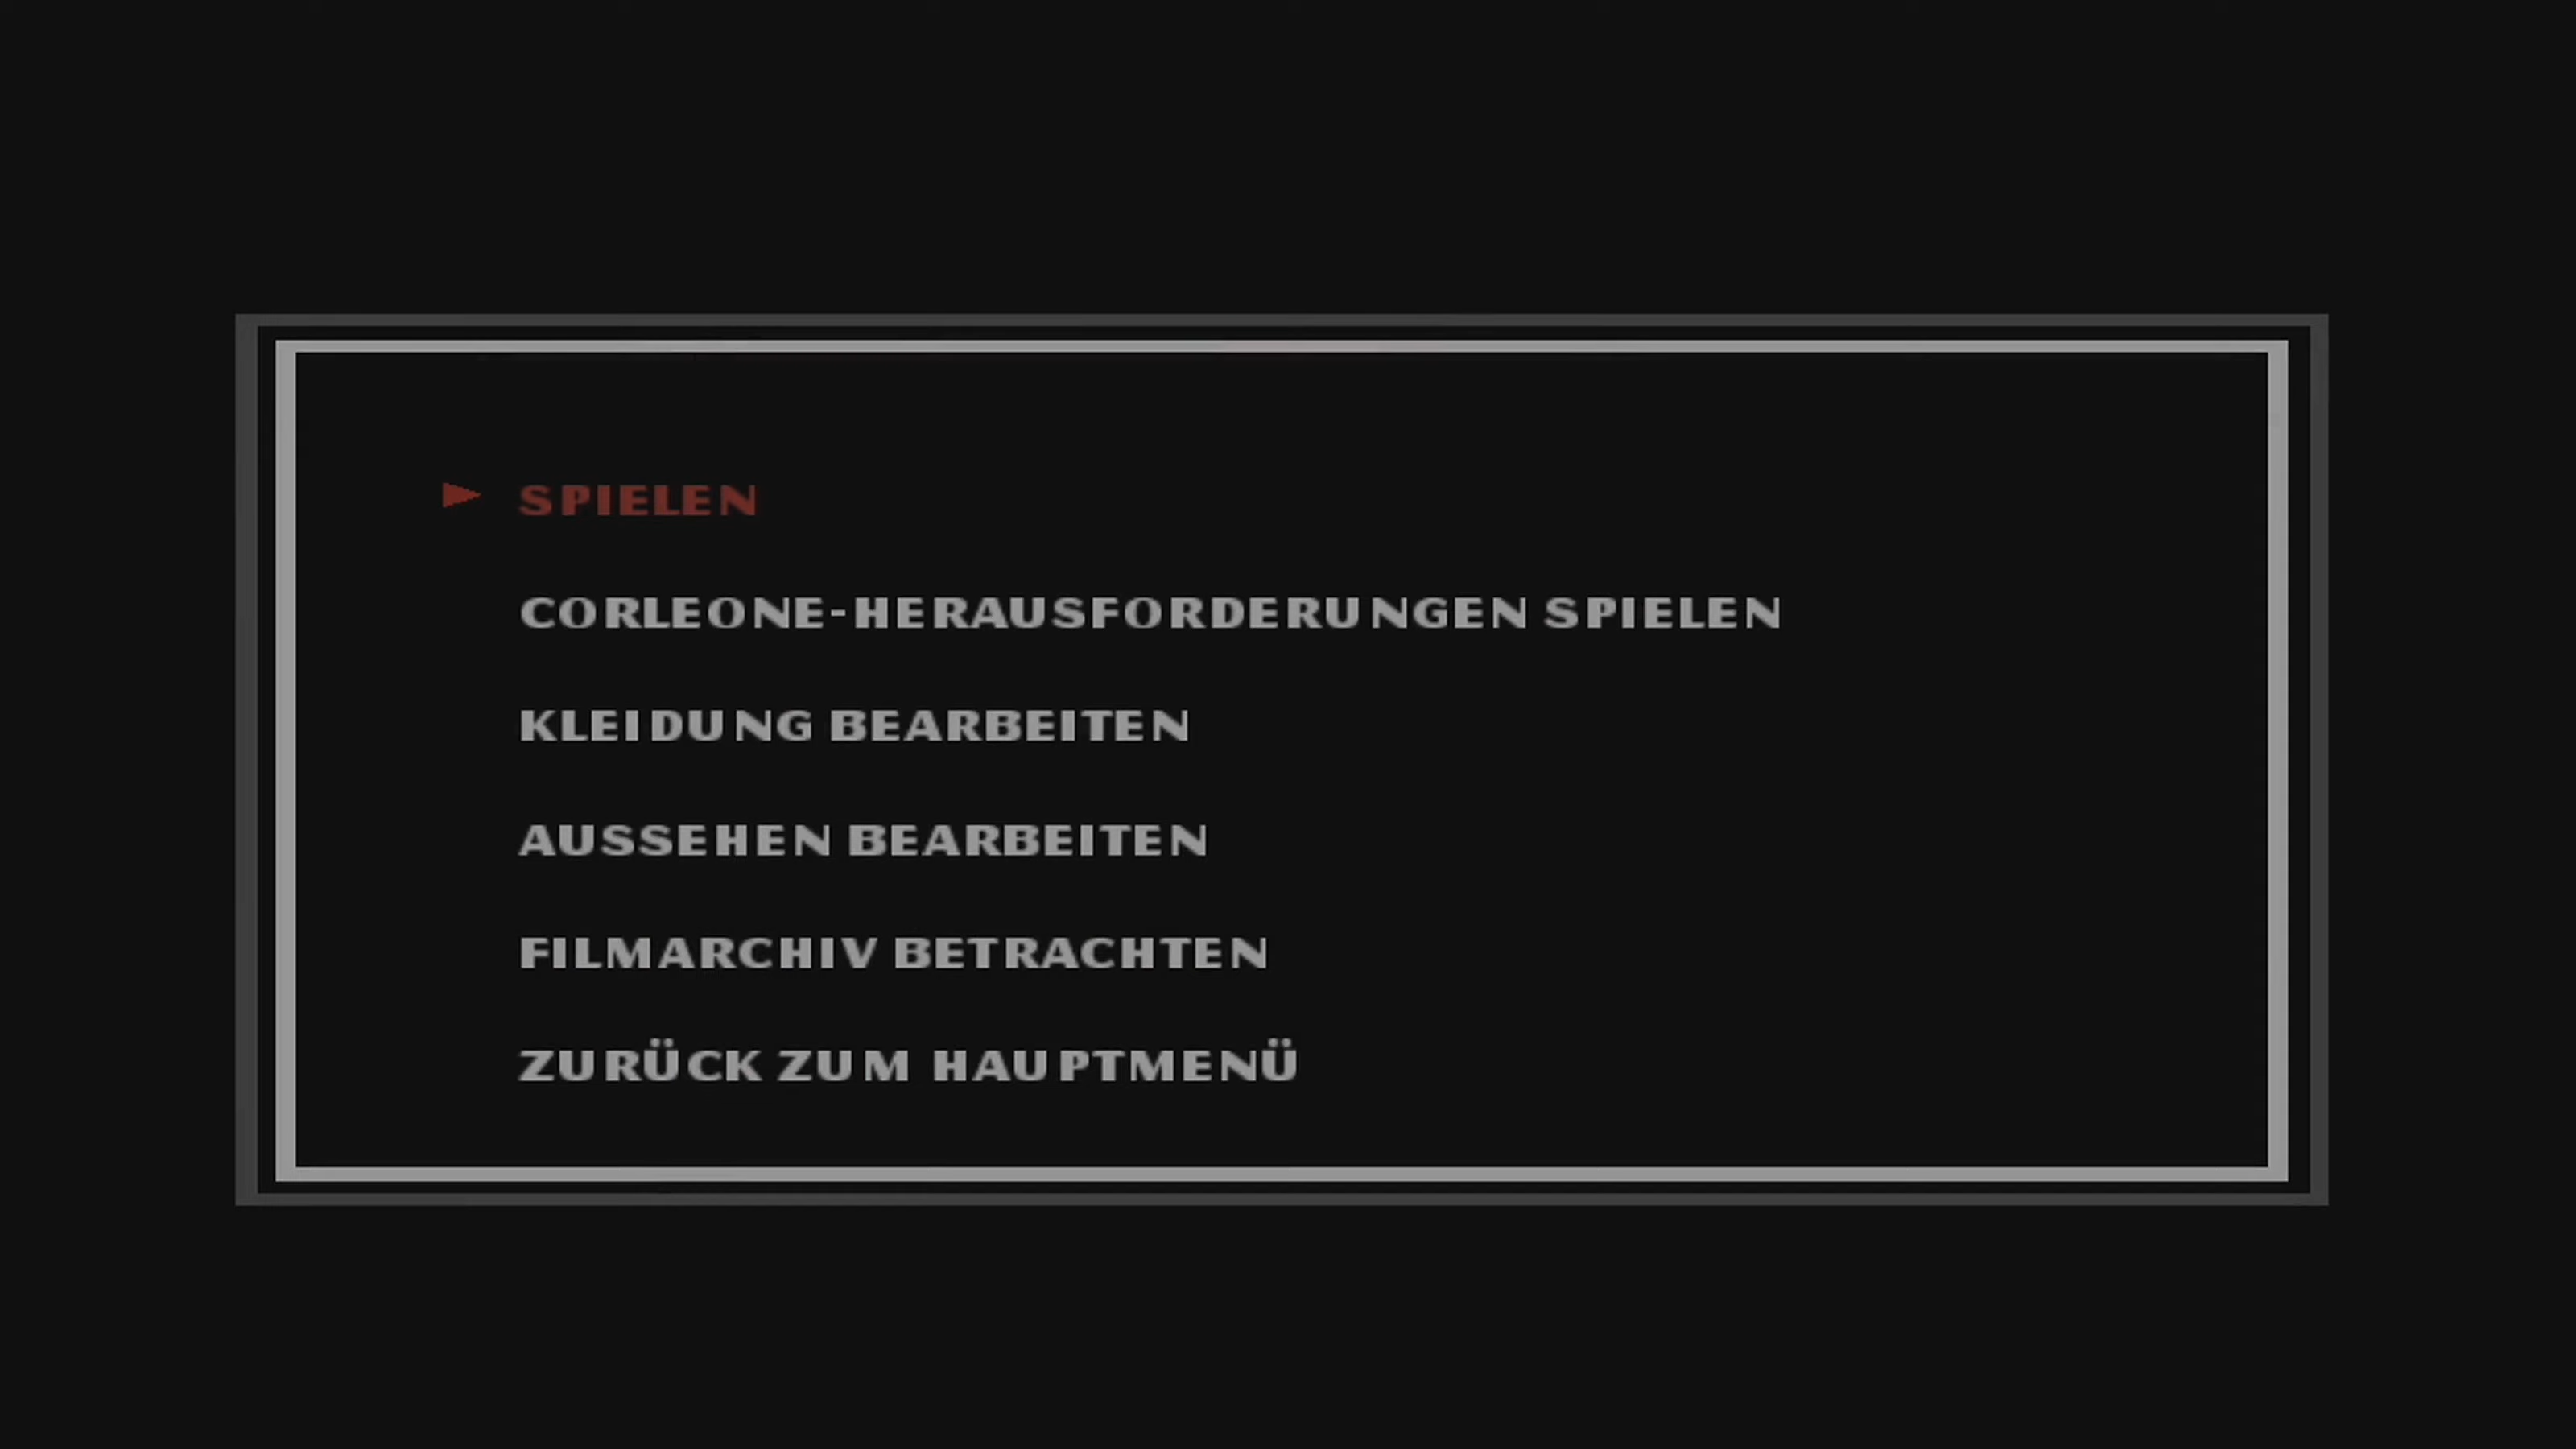 SPIELEN
CORLEONE-HERAUSFORDERUNGEN SPIELEN
KLEIDUNG BEARBEITEN
AUSSEHEN BEARBEITEN
FILMARCHIV BETRACHTEN
ZURÜCK ZUM HAUPTMENÜ